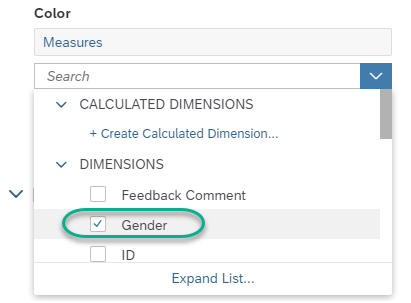 Color
Measures
Search
CALCULATED DIMENSIONS
+ Create Calculated Dimension...
DIMENSIONS
Feedback Comment
Gender
ID
Expand List...